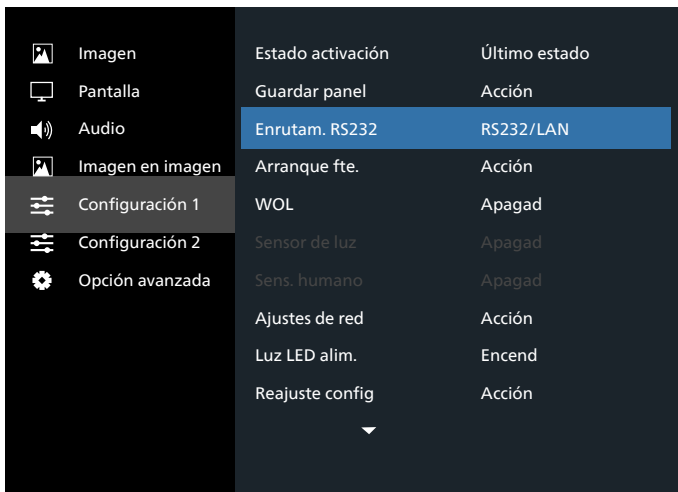 Imagen
Pantalla
Audio
Imagen en imagen
Configuración 1
Configuración 2
Opción avanzada
Estado activación Último estado
Guardar panel Acción
Enrutam. RS232 RS232/LAN
Arranque fte. Acción
WOL Apagad
Sensor de luz Apagad
Sens. humano Apagad
Ajustes de red Acción
Luz LED alim. Encend
Reajuste config Acción